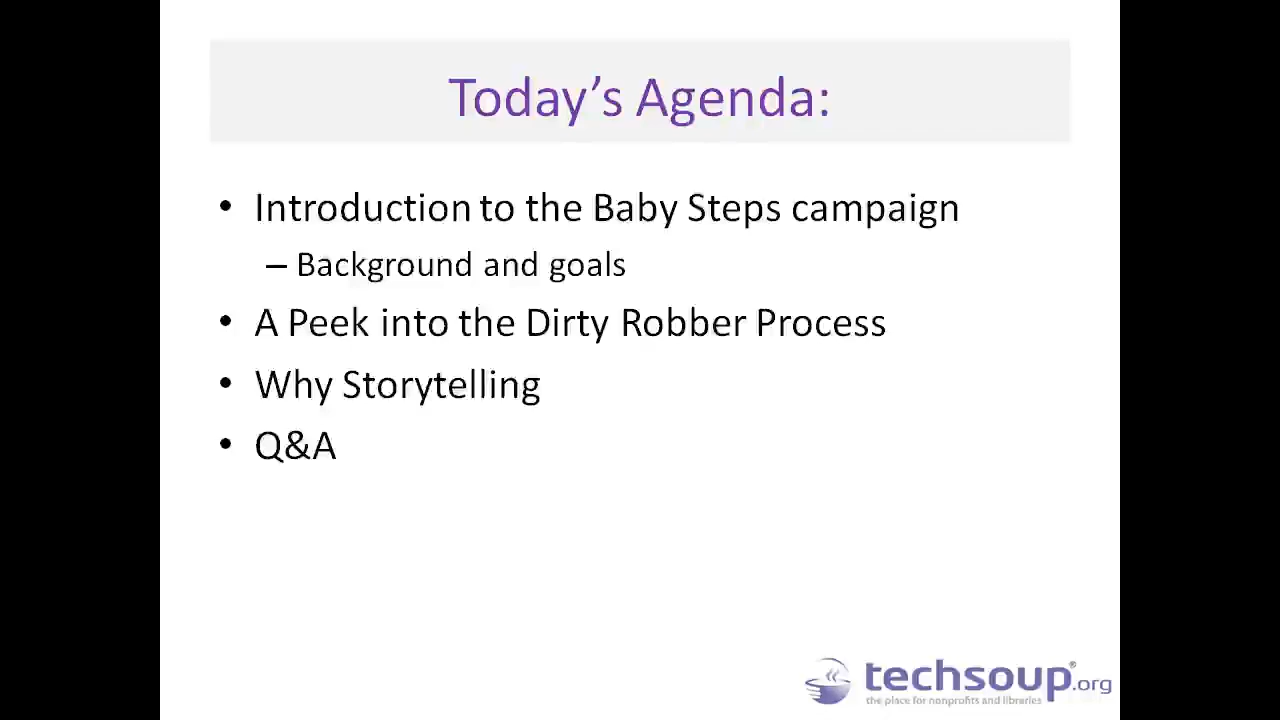 Today’s Agenda:
• Introduction to the Baby Steps campaign
– Background and goals
• A Peek into the Dirty Robber Process
• Why Storytelling
• Q&A
techsoup®.org
the place for nonprofits and libraries